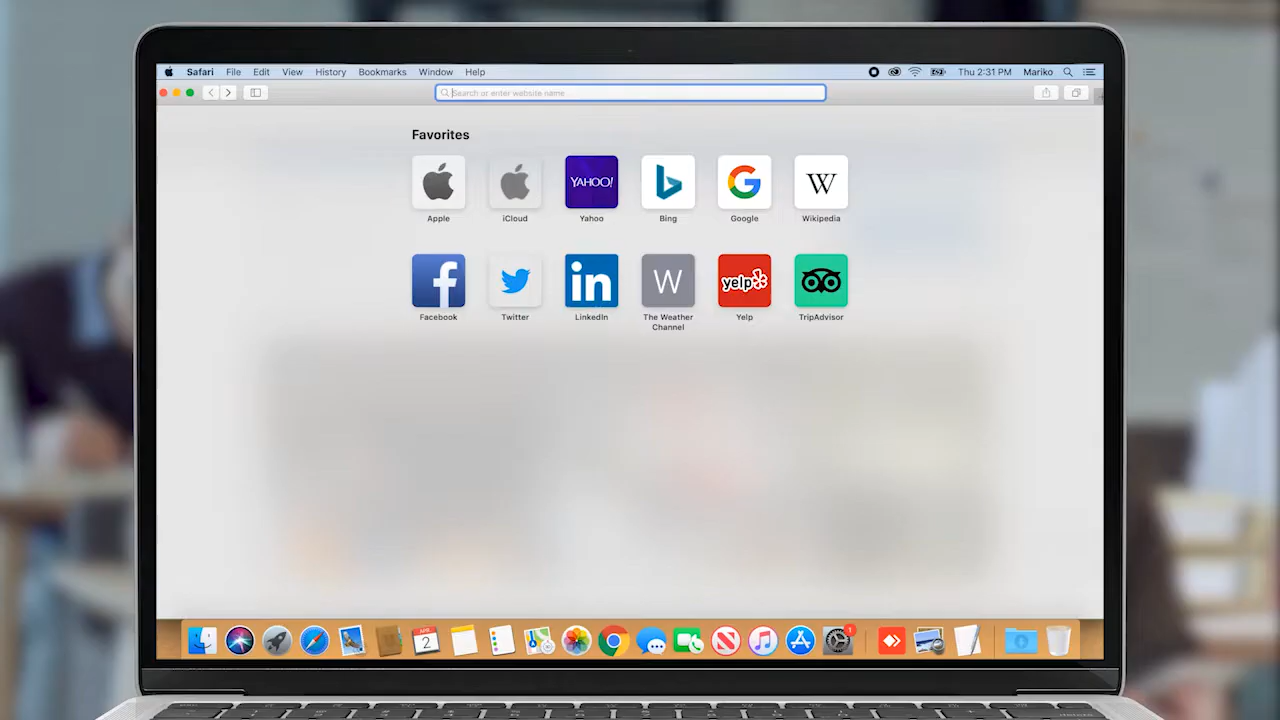 Safari File Edit View History Bookmarks Window Help Thu 2:31 PM Mariko
Search or enter website name
Favorites
YAHOO! W
Apple iCloud Yahoo Bing Google Wikipedia
f in W yelp
Facebook Twitter LinkedIn The Weather Channel Yelp TripAdvisor
APR 2 1